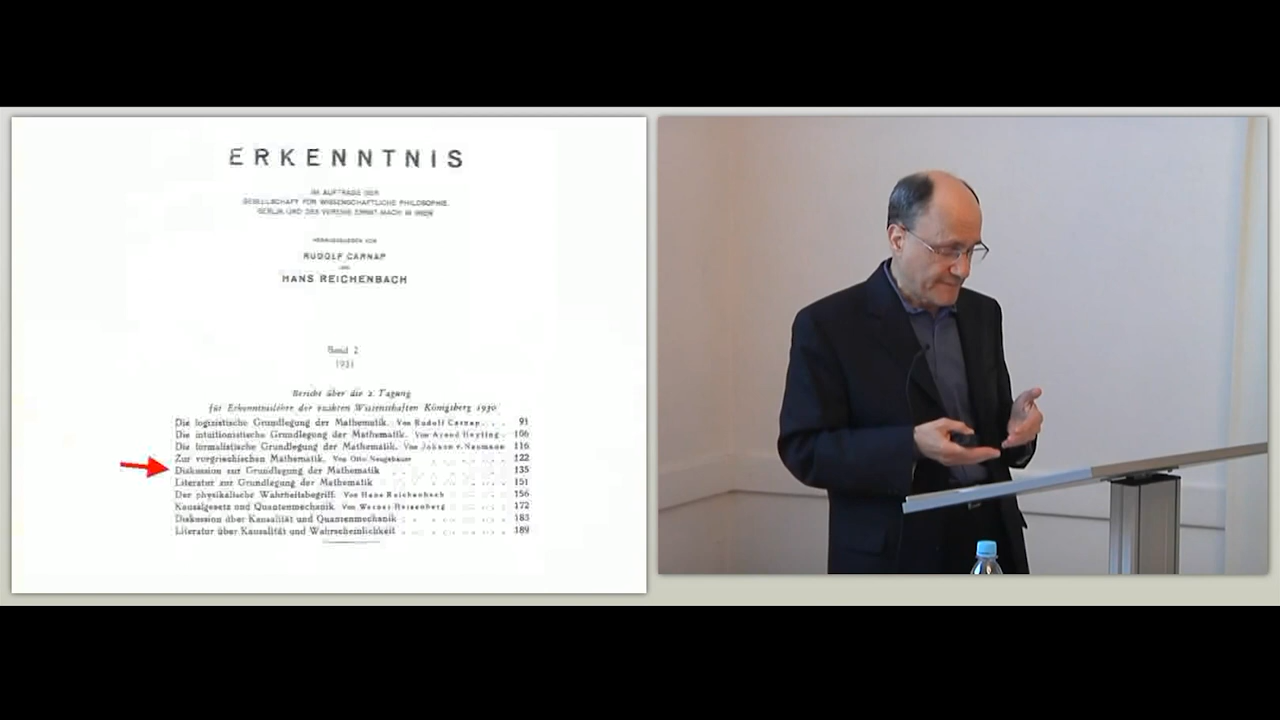 ERKENNTNIS
IM AUFTRAGE DER
GESELLSCHAFT FÜR WISSENSCHAFTLICHE PHILOSOPHIE,
BERLIN UND DES VEREINS ERNST MACH IN WIEN
HERAUSGEGEBEN VON
RUDOLF CARNAP
UND
HANS REICHENBACH
Band 2
1931
Bericht über die 2. Tagung
für Erkenntnislehre der exakten Wissenschaften Königsberg 1930
Die logizistische Grundlegung der Mathematik. Von Rudolf Carnap . . . 91
Die intuitionistische Grundlegung der Mathematik. Von Arend Heyting . 106
Die formalistische Grundlegung der Mathematik. Von Johann v. Neumann 116
Zur vorgriechischen Mathematik. Von Otto Neugebauer 122
Diskussion zur Grundlegung der Mathematik 135
Literatur zur Grundlegung der Mathematik 151
Der physikalische Wahrheitsbegriff. Von Hans Reichenbach 156
Kausalgesetz und Quantenmechanik. Von Werner Heisenberg 172
Diskussion über Kausalität und Quantenmechanik 183
Literatur über Kausalität und Wahrscheinlichkeit 189